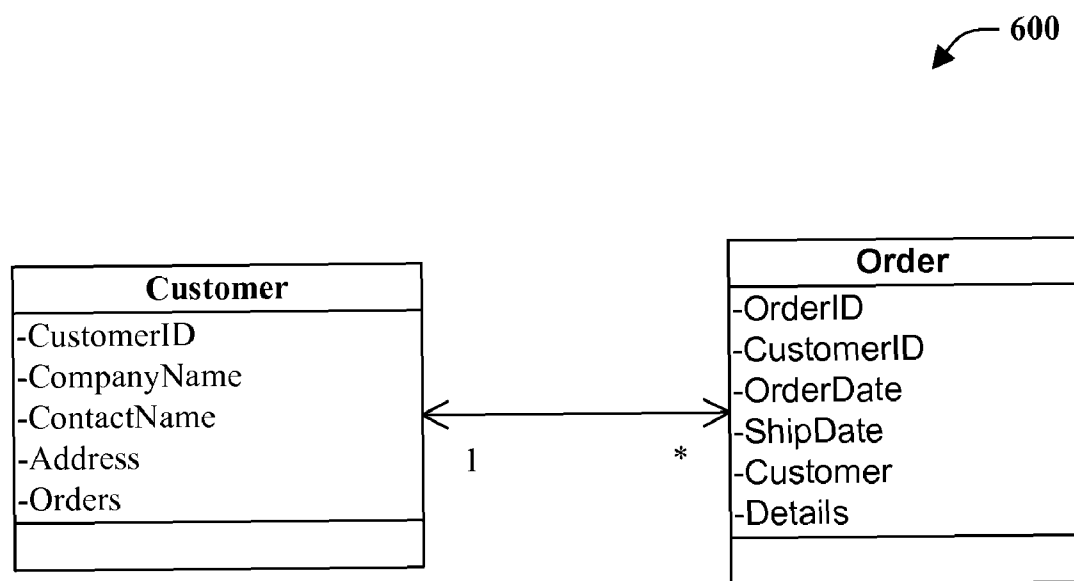 600
Customer
-CustomerID
-CompanyName
-ContactName
-Address
-Orders
1
*
Order
-OrderID
-CustomerID
-OrderDate
-ShipDate
-Customer
-Details